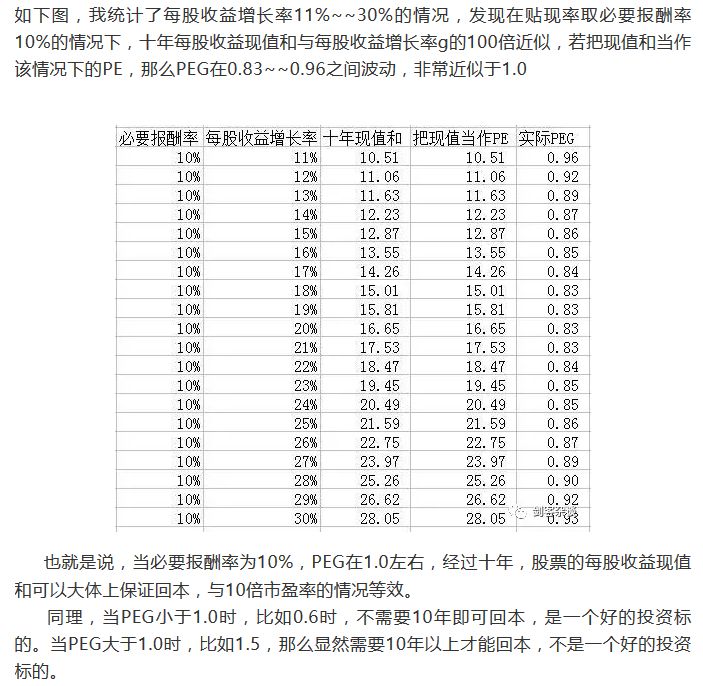 如下图，我统计了每股收益增长率11%~~30%的情况，发现在贴现率取必要报酬率
10%的情况下，十年每股收益现值和与每股收益增长率g的100倍近似，若把现值和当作
该情况下的PE，那么PEG在0.83~~0.96之间波动，非常近似于1.0
必要报酬率 每股收益增长率 十年现值和 把现值当作PE 实际PEG
10% 11% 10.51 10.51 0.96
10% 12% 11.06 11.06 0.92
10% 13% 11.63 11.63 0.89
10% 14% 12.23 12.23 0.87
10% 15% 12.87 12.87 0.86
10% 16% 13.55 13.55 0.85
10% 17% 14.26 14.26 0.84
10% 18% 15.01 15.01 0.83
10% 19% 15.81 15.81 0.83
10% 20% 16.65 16.65 0.83
10% 21% 17.53 17.53 0.83
10% 22% 18.47 18.47 0.84
10% 23% 19.45 19.45 0.85
10% 24% 20.49 20.49 0.85
10% 25% 21.59 21.59 0.86
10% 26% 22.75 22.75 0.87
10% 27% 23.97 23.97 0.89
10% 28% 25.26 25.26 0.90
10% 29% 26.62 26.62 0.92
10% 30% 28.05 28.05 0.93
也就是说，当必要报酬率为10%，PEG在1.0左右，经过十年，股票的每股收益现值
和可以大体上保证回本，与10倍市盈率的情况等效。
同理，当PEG小于1.0时，比如0.6时，不需要10年即可回本，是一个好的投资标
的。当PEG大于1.0时，比如1.5，那么显然需要10年以上才能回本，不是一个好的投资
标的。